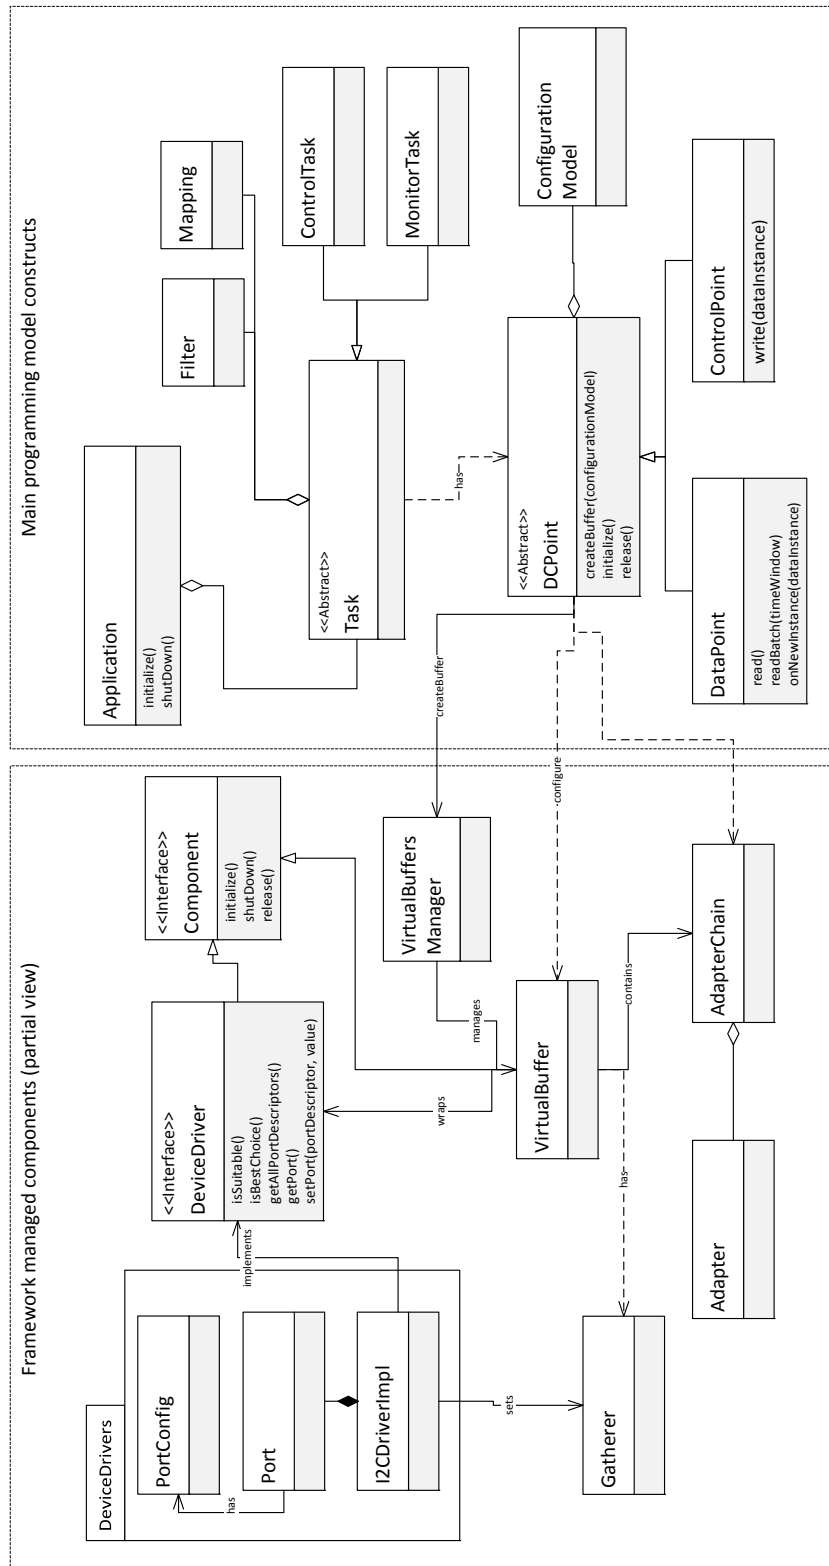 Framework managed components (partial view)
DeviceDrivers
PortConfig
has
Port
I2CDriverImpl
implements
sets
Gatherer
<<Interface>>
DeviceDriver
isSuitable()
isBestChoice()
getAllPortDescriptors()
getPort()
setPort(portDescriptor, value)
<<Interface>>
Component
initialize()
shutDown()
release()
wraps
manages
VirtualBuffers
Manager
VirtualBuffer
has
contains
Adapter
AdapterChain
createBuffer
configure
Main programming model constructs
Application
initialize()
shutDown()
Filter
Mapping
<<Abstract>>
Task
ControlTask
MonitorTask
has
<<Abstract>>
DCPoint
createBuffer(configurationModel)
initialize()
release()
Configuration
Model
DataPoint
read()
readBatch(timeWindow)
onNewInstance(dataInstance)
ControlPoint
write(dataInstance)